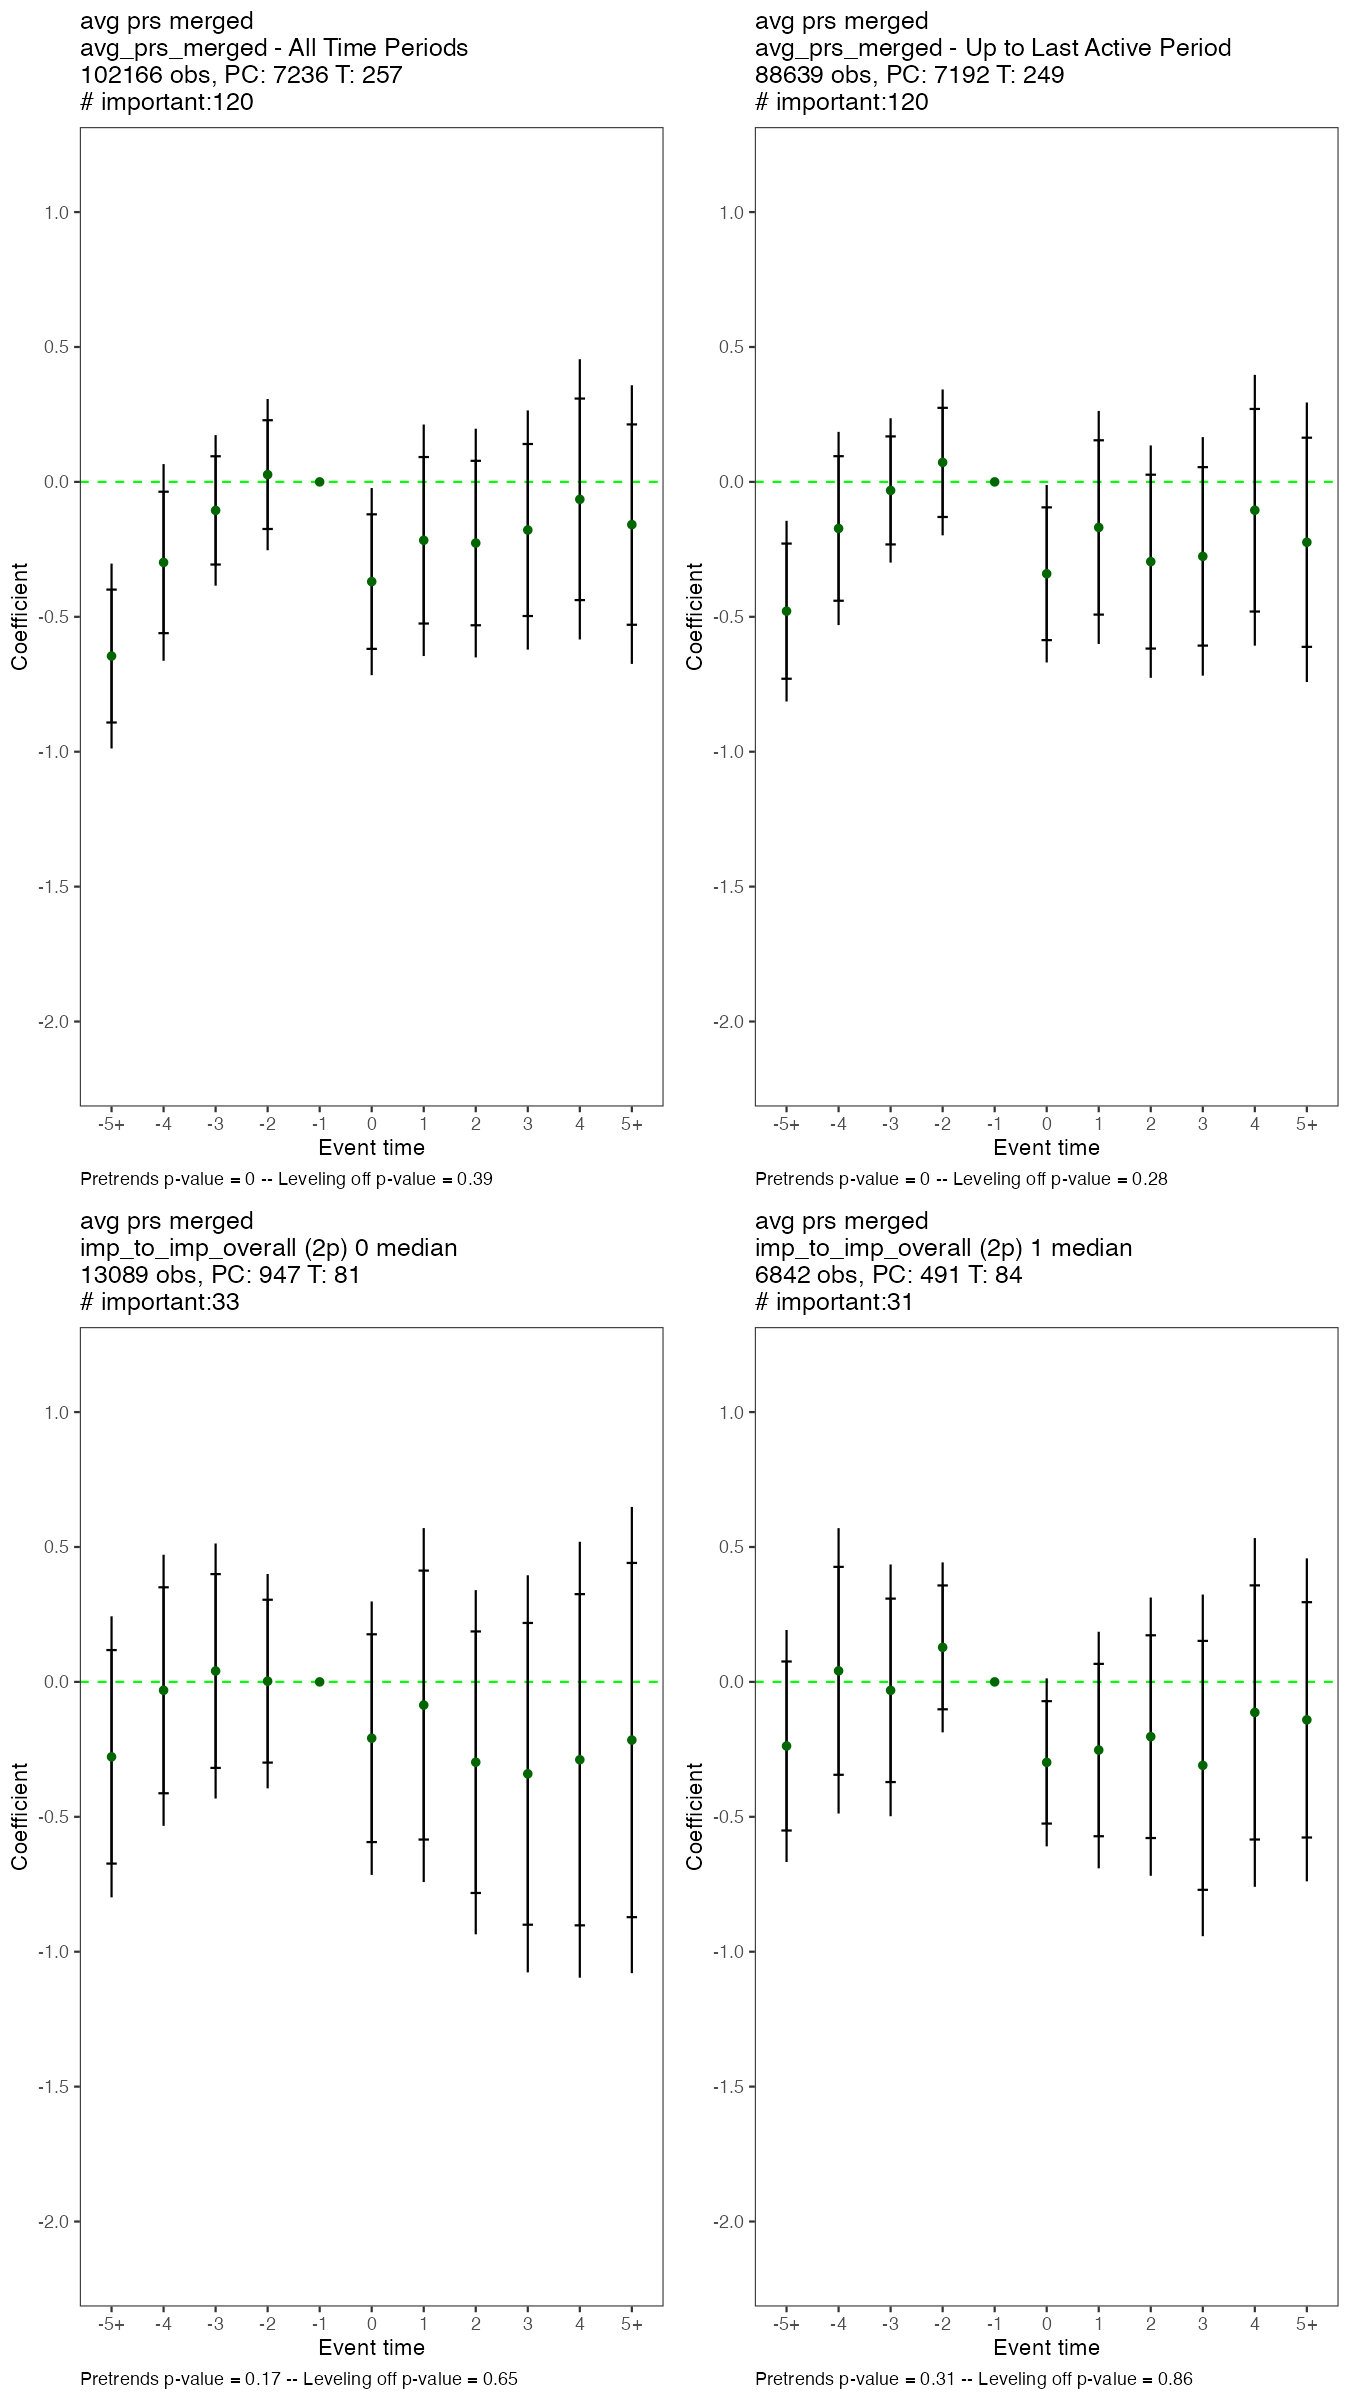 avg prs merged
avg_prs_merged - All Time Periods
102166 obs, PC: 7236 T: 257
# important:120
1.0
0.5
0.0
-0.5
-1.0
-1.5
-2.0
Coefficient
-5+ -4 -3 -2 -1 0 1 2 3 4 5+
Event time
Pretrends p-value = 0 -- Leveling off p-value = 0.39
avg prs merged
avg_prs_merged - Up to Last Active Period
88639 obs, PC: 7192 T: 249
# important:120
1.0
0.5
0.0
-0.5
-1.0
-1.5
-2.0
Coefficient
-5+ -4 -3 -2 -1 0 1 2 3 4 5+
Event time
Pretrends p-value = 0 -- Leveling off p-value = 0.28
avg prs merged
imp_to_imp_overall (2p) 0 median
13089 obs, PC: 947 T: 81
# important:33
1.0
0.5
0.0
-0.5
-1.0
-1.5
-2.0
Coefficient
-5+ -4 -3 -2 -1 0 1 2 3 4 5+
Event time
Pretrends p-value = 0.17 -- Leveling off p-value = 0.65
avg prs merged
imp_to_imp_overall (2p) 1 median
6842 obs, PC: 491 T: 84
# important:31
1.0
0.5
0.0
-0.5
-1.0
-1.5
-2.0
Coefficient
-5+ -4 -3 -2 -1 0 1 2 3 4 5+
Event time
Pretrends p-value = 0.31 -- Leveling off p-value = 0.86